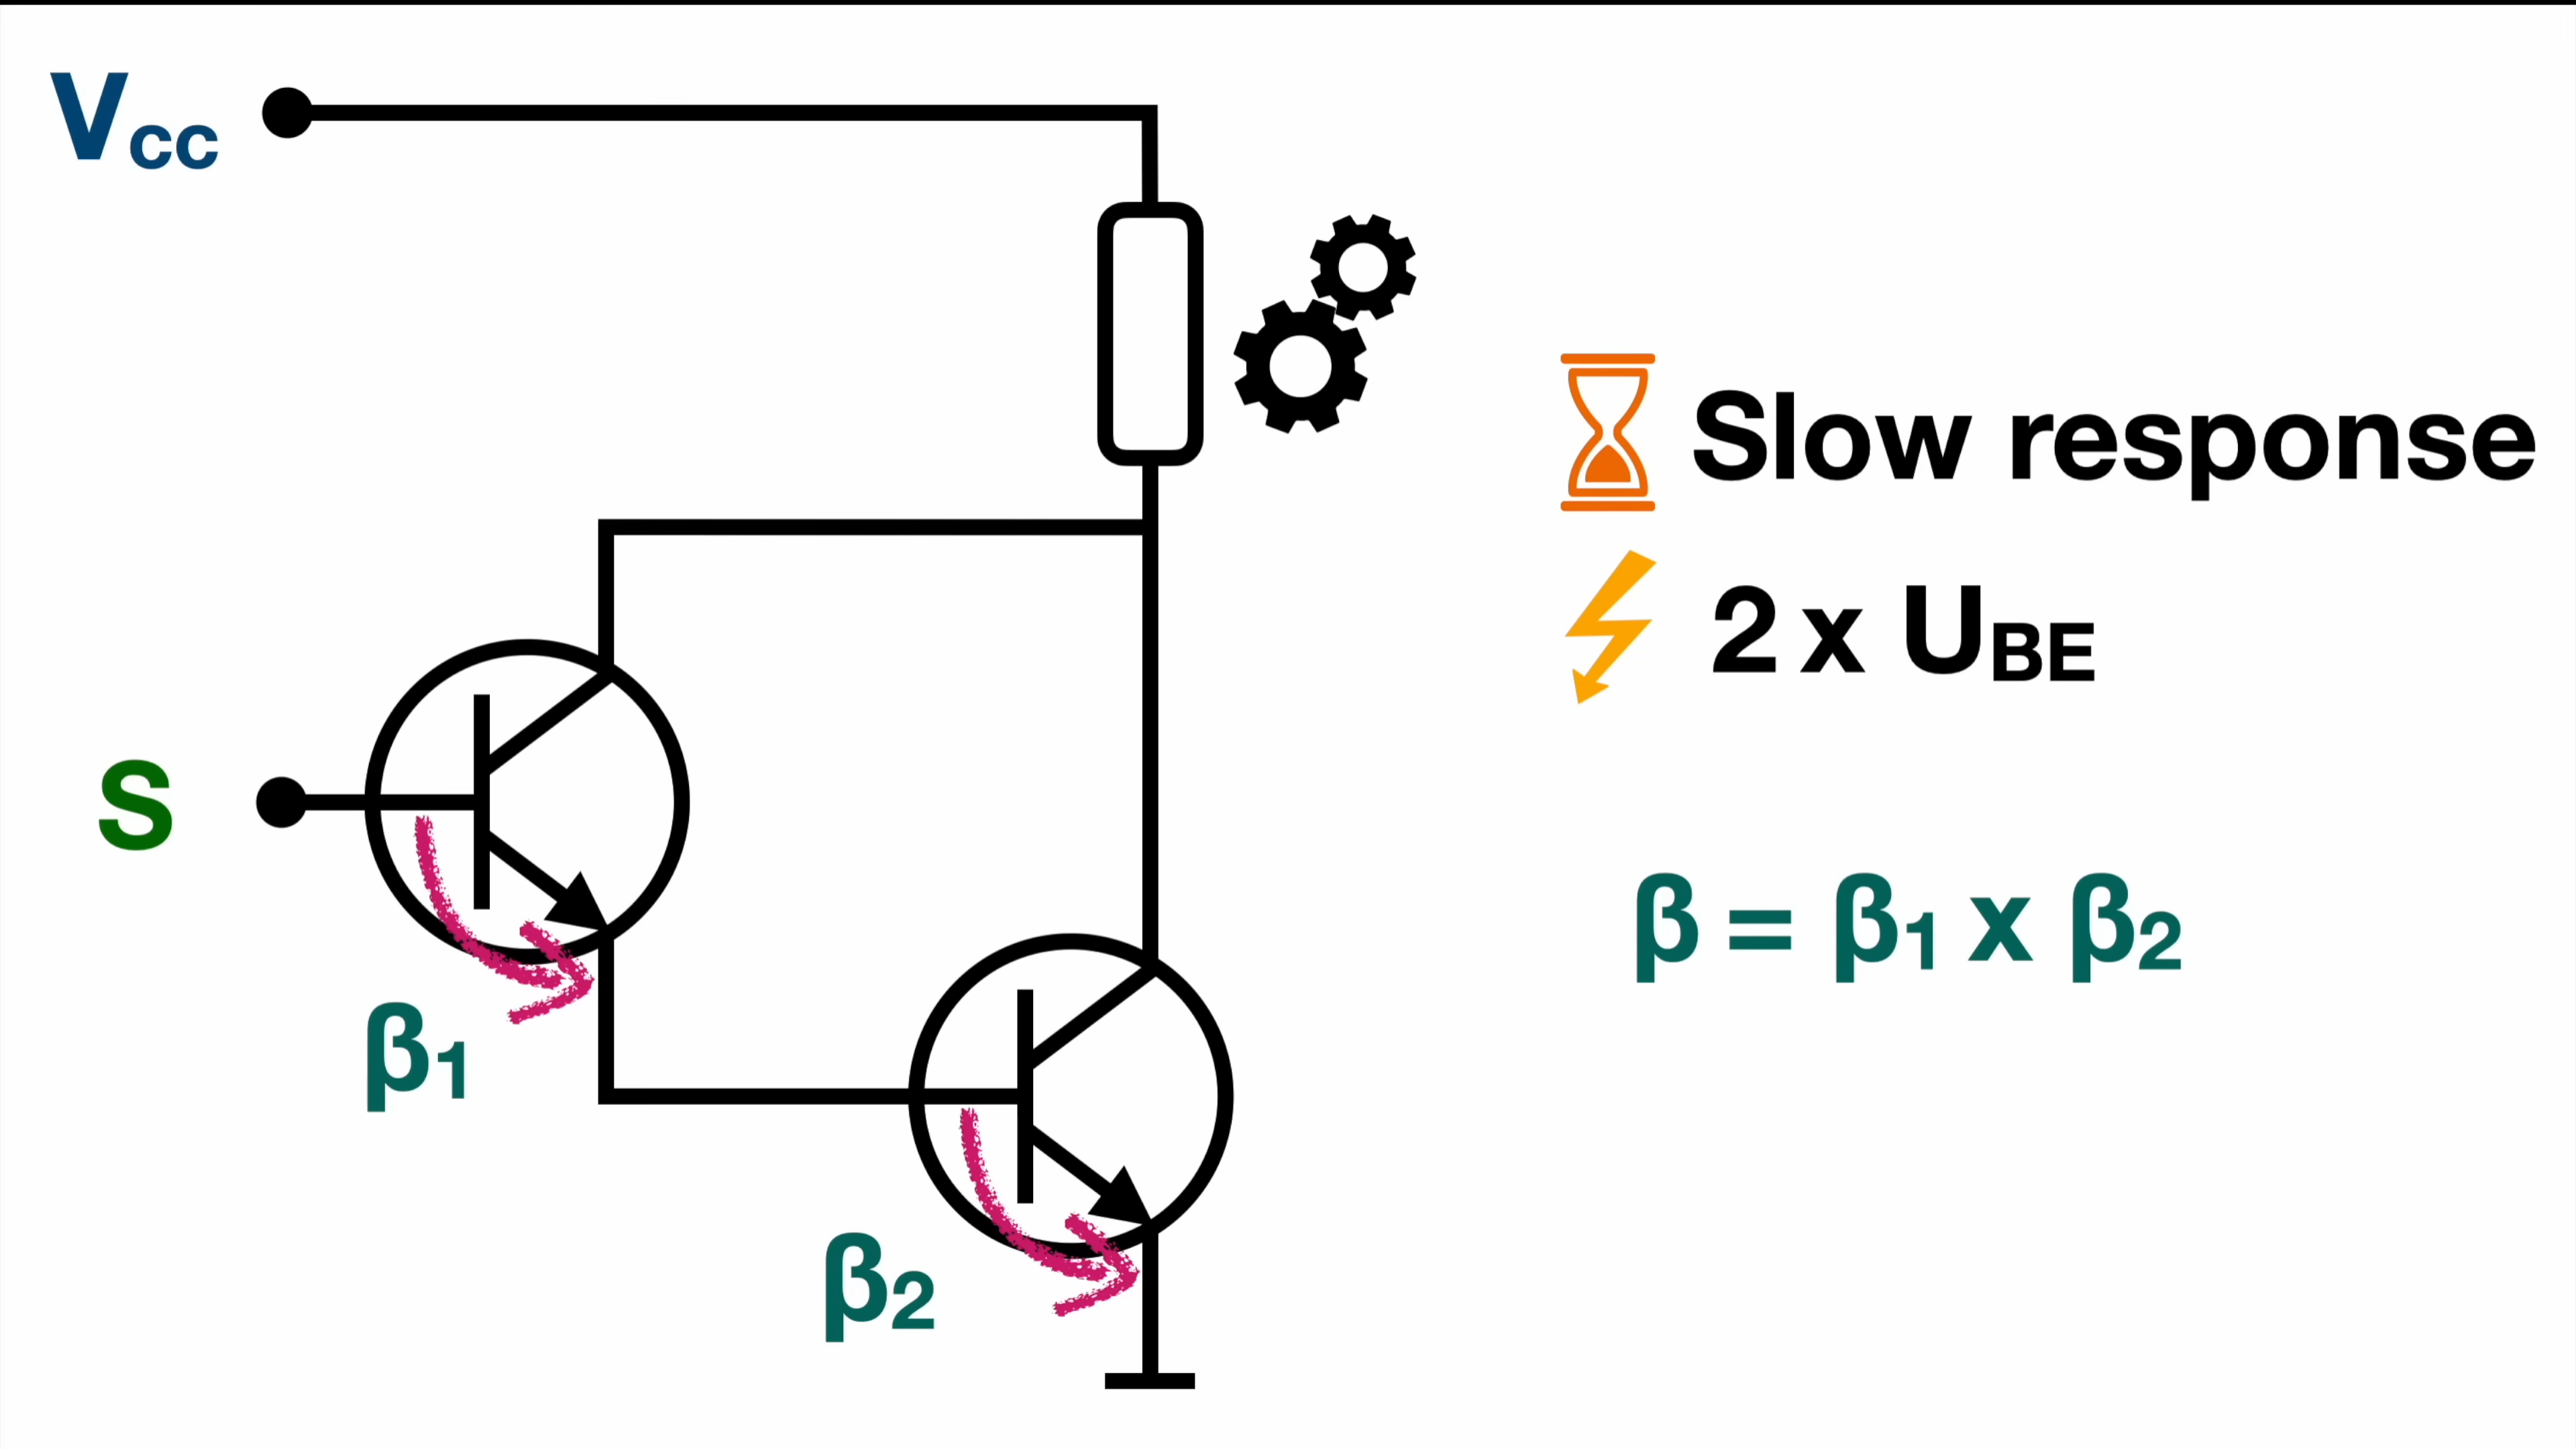 Vcc
Slow response
2 x UBE
S
β = β1 x β2
β1
β2